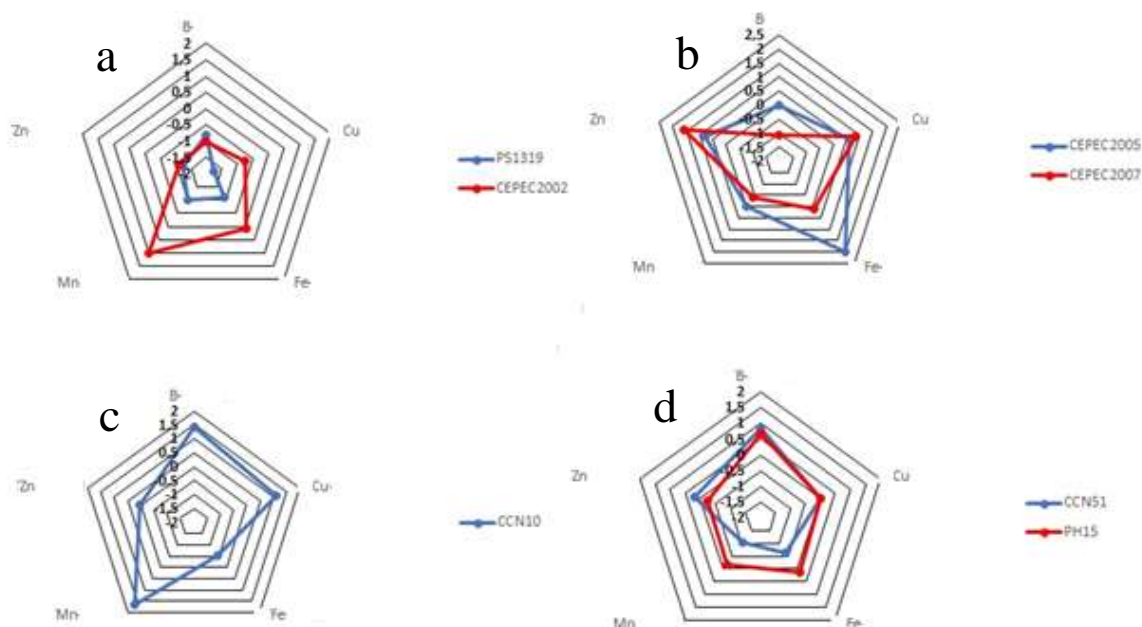 a
B-
2
1,5
1
0,5
0
-0,5
-1
-1,5
-2
Cu
Fe-
Mn
Zn
PS1319
CEPEC2002
b
B
2,5
2
1,5
1
0,5
0
-0,5
-1
-1,5
-2
Cu
Fe-
Mn
Zn
CEPEC2005
CEPEC2007
c
B-
2
1,5
1
0,5
0
-0,5
-1
-1,5
-2
Cu-
Fe
Mn-
Zn
CCN10
d
B-
2
1,5
1
0,5
0
-0,5
-1
-1,5
-2
Cu
Fe-
Mn
Zn
CCN51
PH15